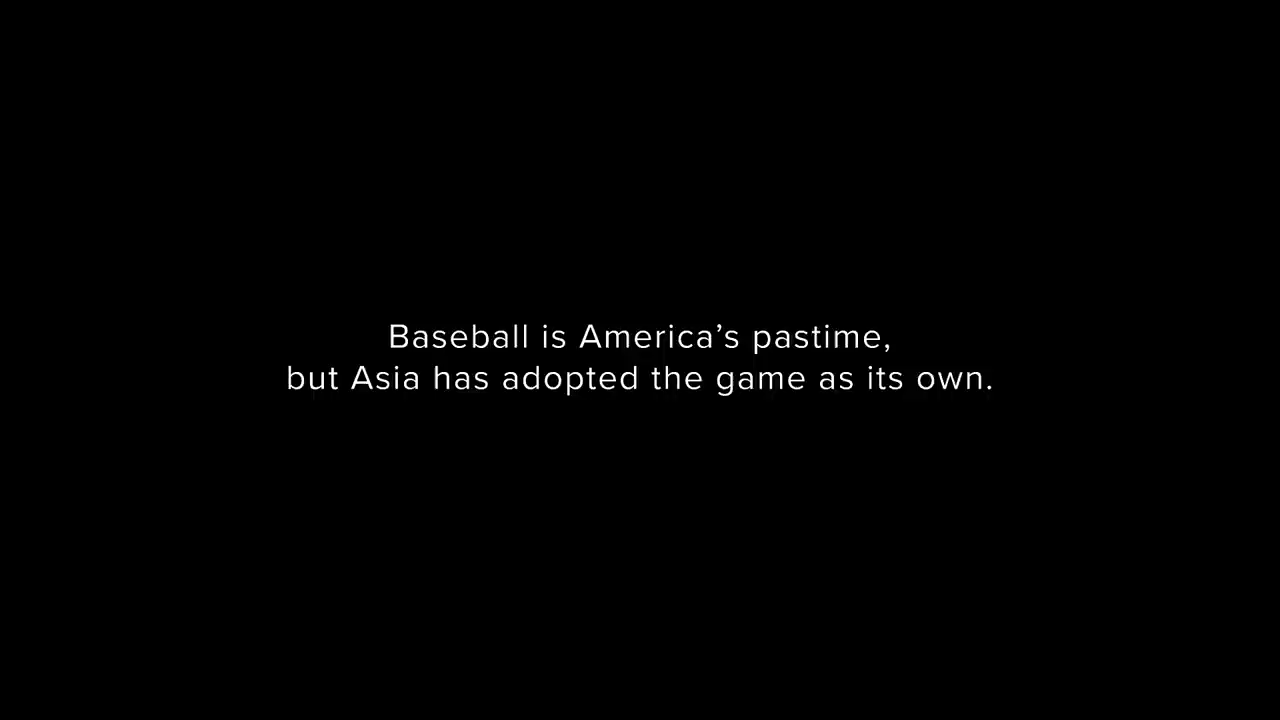 Baseball is America’s pastime,
but Asia has adopted the game as its own.